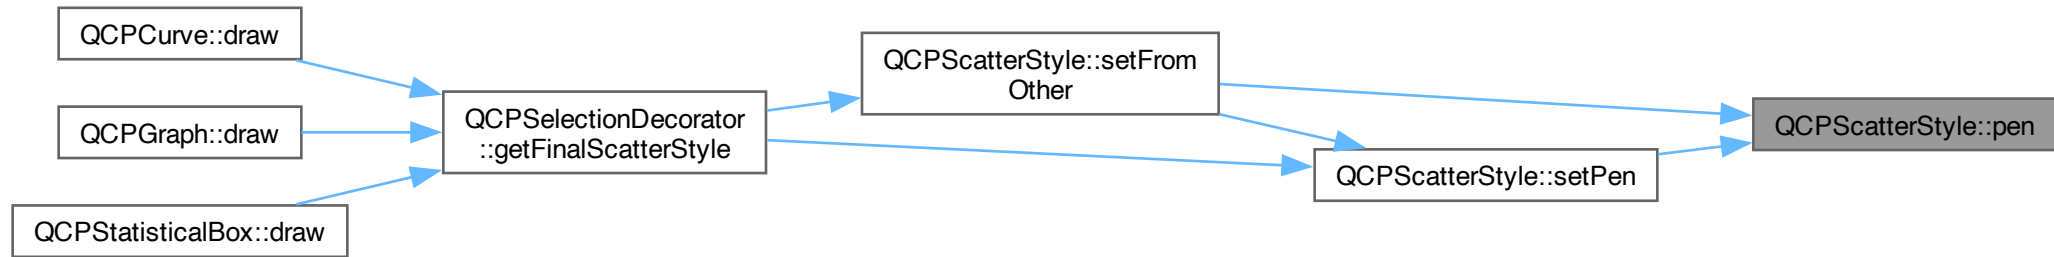 QCPCurve::draw
QCPGraph::draw
QCPStatisticalBox::draw
QCPSelectionDecorator
::getFinalScatterStyle
QCPScatterStyle::setFrom
Other
QCPScatterStyle::setPen
QCPScatterStyle::pen